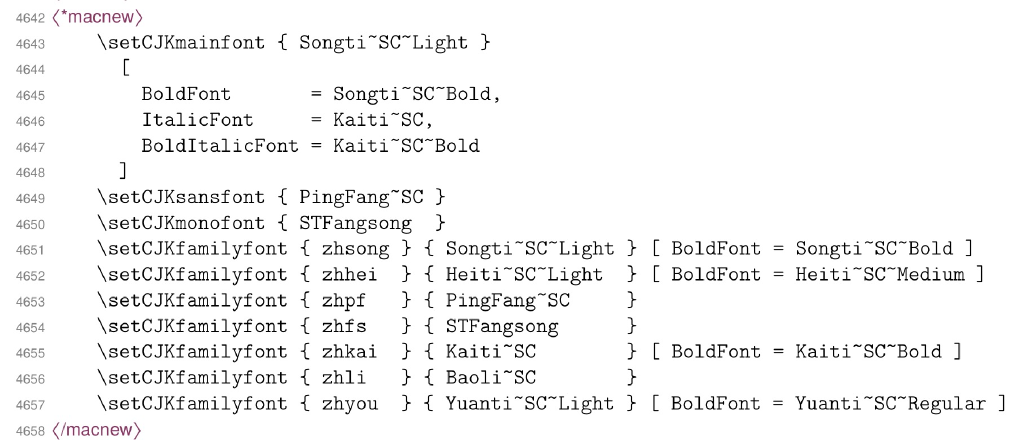 4642 ⟨*macnew⟩
4643     \setCJKmainfont { Songti~SC~Light }
4644       [
4645         BoldFont       = Songti~SC~Bold,
4646         ItalicFont     = Kaiti~SC,
4647         BoldItalicFont = Kaiti~SC~Bold
4648       ]
4649     \setCJKsansfont { PingFang~SC }
4650     \setCJKmonofont { STFangsong  }
4651     \setCJKfamilyfont { zhsong } { Songti~SC~Light } [ BoldFont = Songti~SC~Bold ]
4652     \setCJKfamilyfont { zhhei  } { Heiti~SC~Light  } [ BoldFont = Heiti~SC~Medium ]
4653     \setCJKfamilyfont { zhpf   } { PingFang~SC     }
4654     \setCJKfamilyfont { zhfs   } { STFangsong      }
4655     \setCJKfamilyfont { zhkai  } { Kaiti~SC        } [ BoldFont = Kaiti~SC~Bold ]
4656     \setCJKfamilyfont { zhli   } { Baoli~SC        }
4657     \setCJKfamilyfont { zhyou  } { Yuanti~SC~Light } [ BoldFont = Yuanti~SC~Regular ]
4658 ⟨/macnew⟩